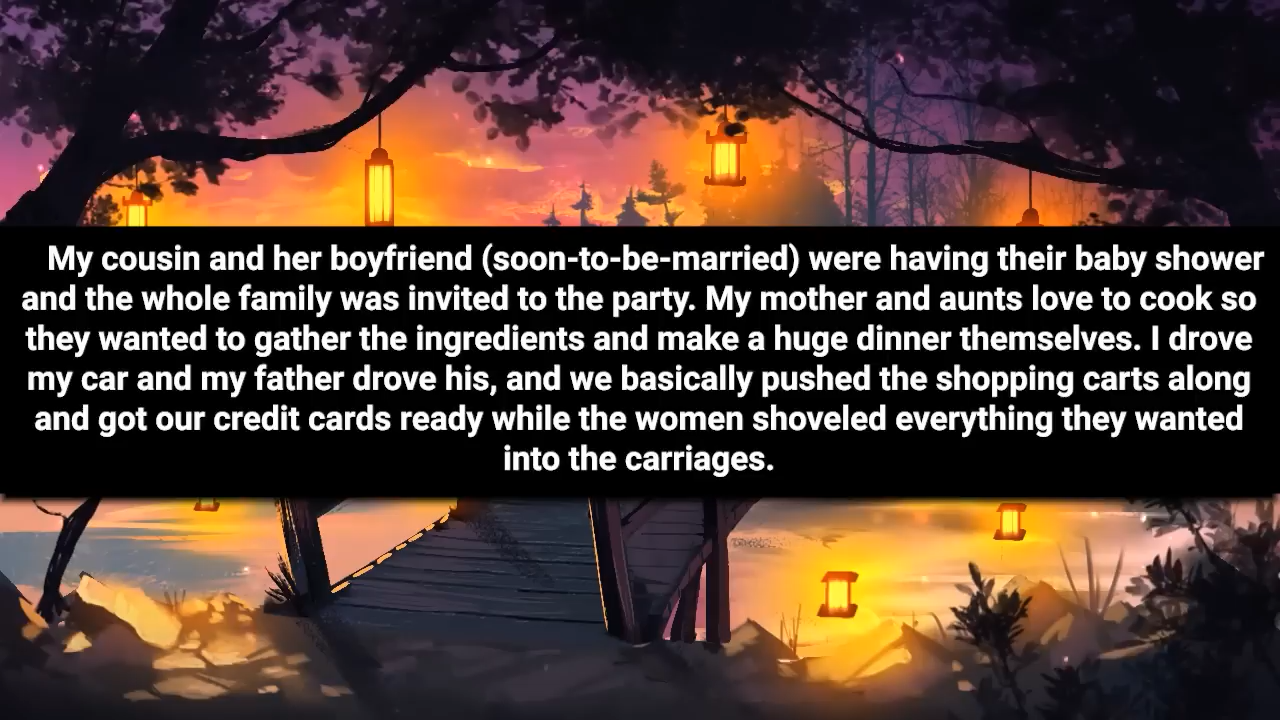 My cousin and her boyfriend (soon-to-be-married) were having their baby shower
and the whole family was invited to the party. My mother and aunts love to cook so
they wanted to gather the ingredients and make a huge dinner themselves. I drove
my car and my father drove his, and we basically pushed the shopping carts along
and got our credit cards ready while the women shoveled everything they wanted
into the carriages.